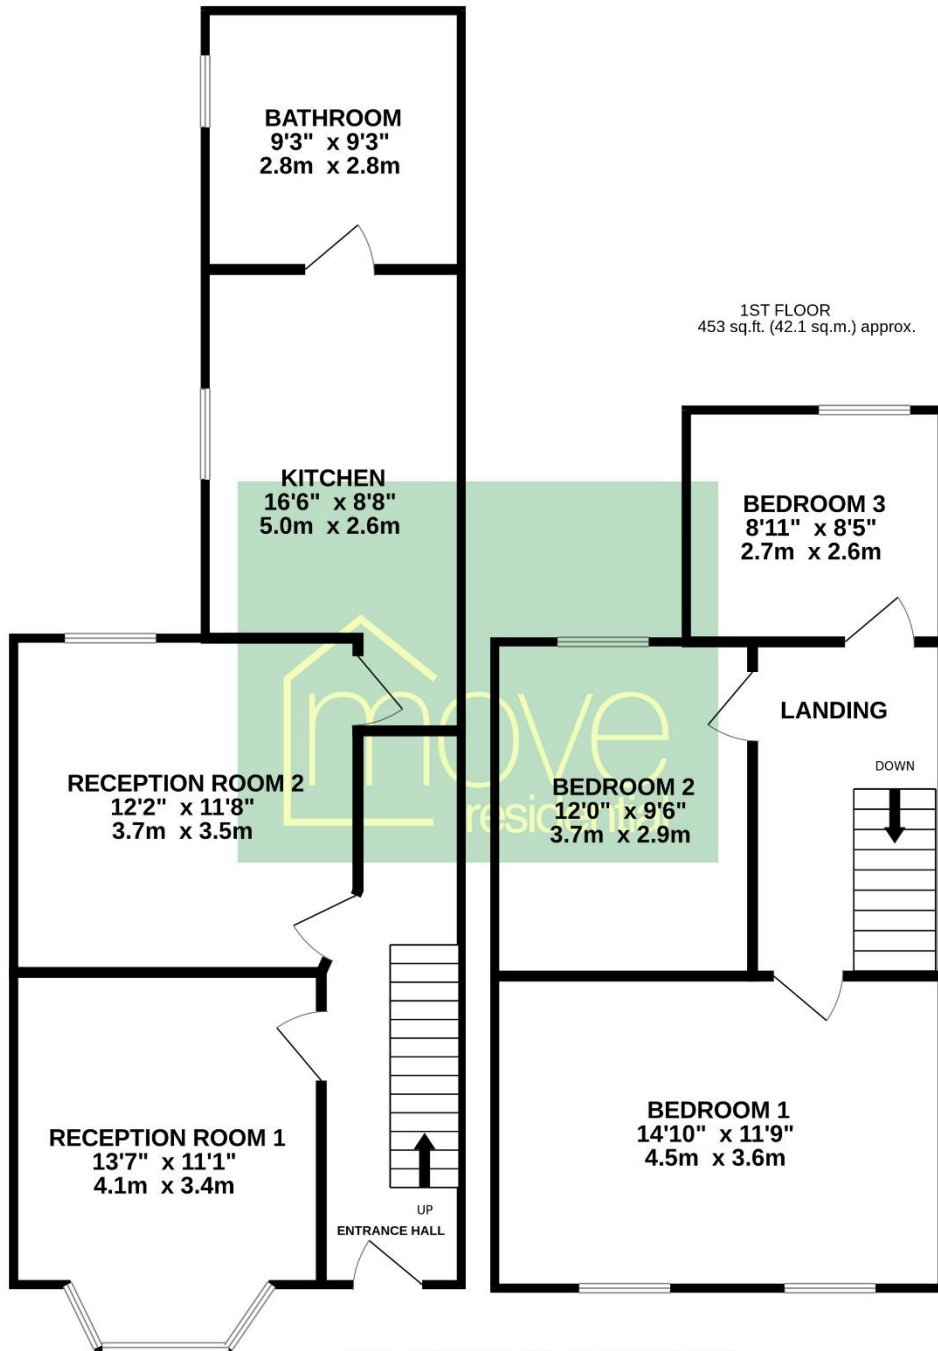 BATHROOM
9'3" x 9'3"
2.8m x 2.8m
KITCHEN
16'6" x 8'8"
5.0m x 2.6m
RECEPTION ROOM 2
12'2" x 11'8"
3.7m x 3.5m
RECEPTION ROOM 1
13'7" x 11'1"
4.1m x 3.4m
UP
ENTRANCE HALL
1ST FLOOR
453 sq.ft. (42.1 sq.m.) approx.
BEDROOM 3
8'11" x 8'5"
2.7m x 2.6m
LANDING
DOWN
BEDROOM 2
12'0" x 9'6"
3.7m x 2.9m
BEDROOM 1
14'10" x 11'9"
4.5m x 3.6m
move
residential